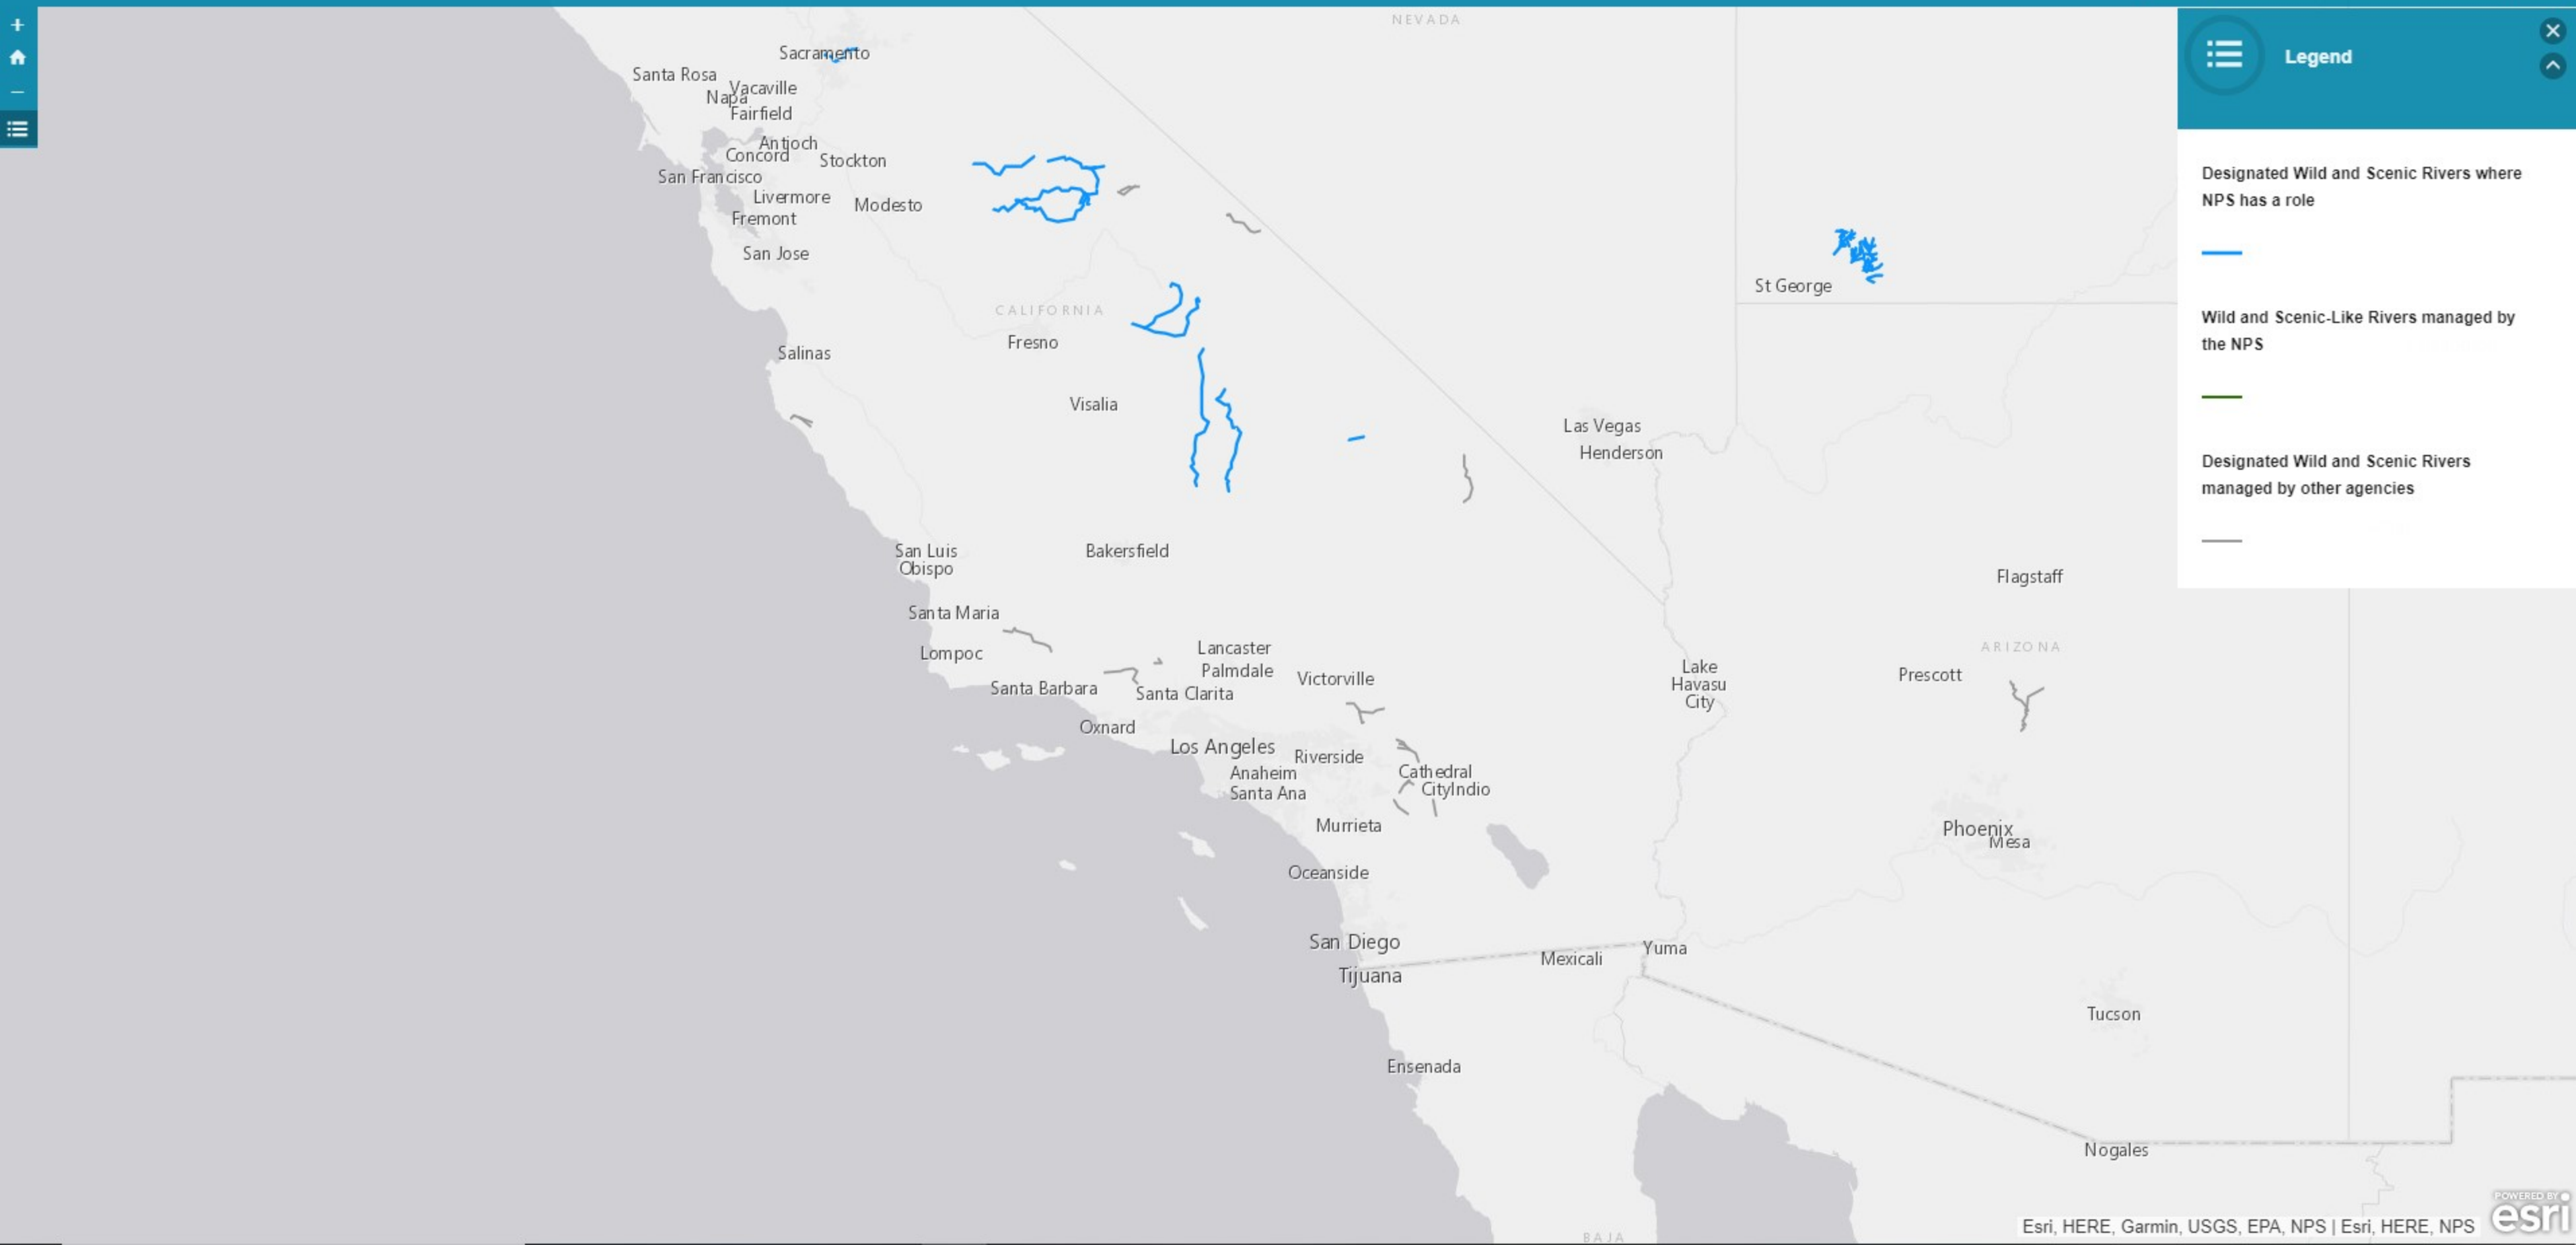 NEVADA
Sacramento
Santa Rosa
Vacaville
Napa
Fairfield
Antioch
Concord
Stockton
San Francisco
Livermore
Modesto
Fremont
San Jose
St George
CALIFORNIA
Fresno
Salinas
Visalia
Las Vegas
Henderson
San Luis
Obispo
Bakersfield
Flagstaff
Santa Maria
Lompoc
Lancaster
Palmdale
Victorville
Santa Barbara
Santa Clarita
Lake
Havasu
City
ARIZONA
Prescott
Oxnard
Los Angeles
Riverside
Anaheim
Santa Ana
Cathedral
City
Indio
Murrieta
Phoenix
Mesa
Oceanside
San Diego
Tijuana
Mexicali
Yuma
Tucson
Ensenada
Nogales
BAJA
Legend
Designated Wild and Scenic Rivers where
NPS has a role
Wild and Scenic-Like Rivers managed by
the NPS
Designated Wild and Scenic Rivers
managed by other agencies
Esri, HERE, Garmin, USGS, EPA, NPS | Esri, HERE, NPS
POWERED BY
esri